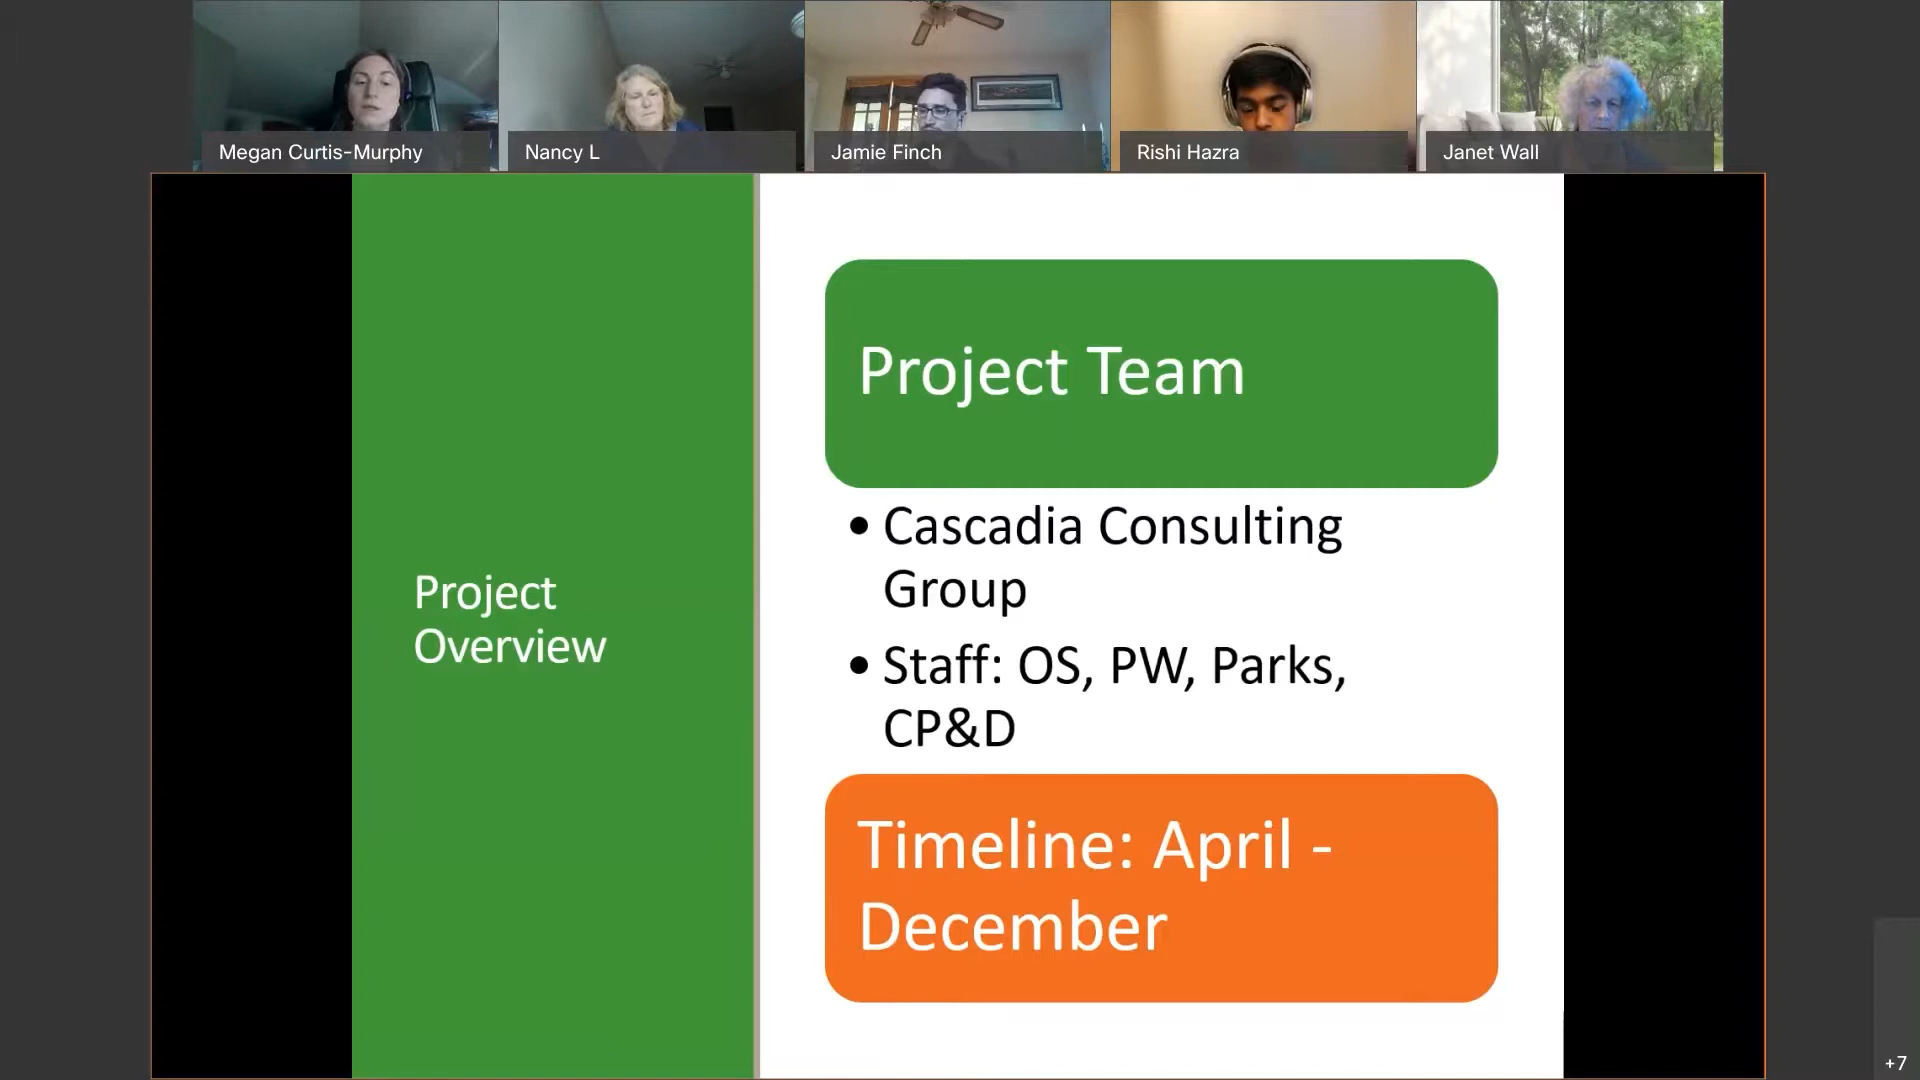 Megan Curtis-Murphy
Nancy L
Jamie Finch
Rishi Hazra
Janet Wall
Project
Overview
Project Team
• Cascadia Consulting
Group
• Staff: OS, PW, Parks,
CP&D
Timeline: April -
December
+7